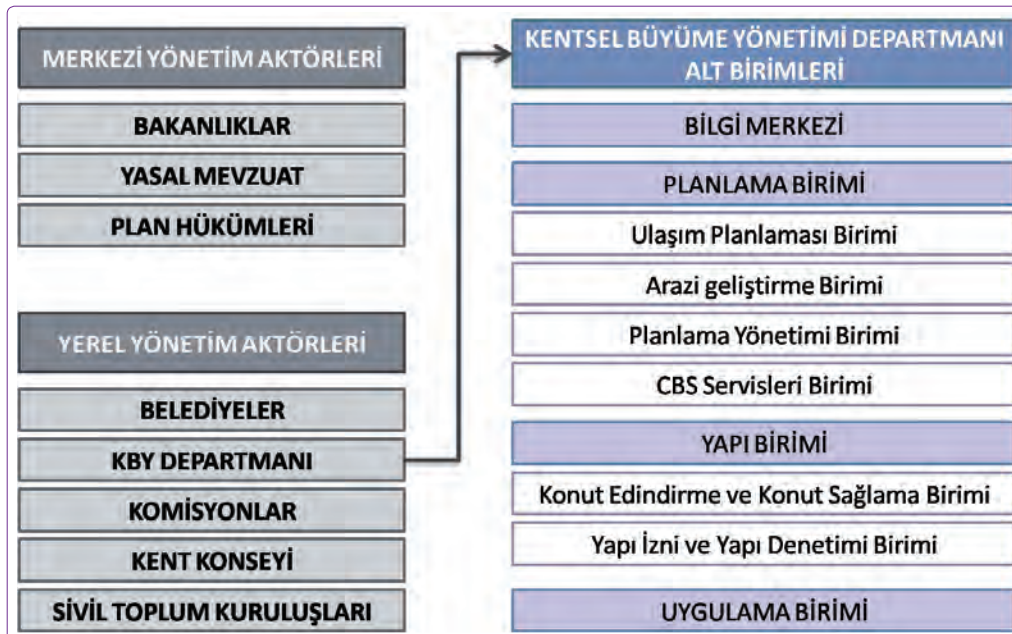 MERKEZİ YÖNETİM AKTÖRLERİ
BAKANLIKLAR
YASAL MEVZUAT
PLAN HÜKÜMLERİ
YEREL YÖNETİM AKTÖRLERİ
BELEDİYELER
KBY DEPARTMANI
KOMİSYONLAR
KENT KONSEYİ
SİVİL TOPLUM KURULUŞLARI
KENTSEL BÜYÜME YÖNETİMİ DEPARTMANI
ALT BİRİMLERİ
BİLGİ MERKEZİ
PLANLAMA BİRİMİ
Ulaşım Planlaması Birimi
Arazi geliştirme Birimi
Planlama Yönetimi Birimi
CBS Servisleri Birimi
YAPI BİRİMİ
Konut Edindirme ve Konut Sağlama Birimi
Yapı İzni ve Yapı Denetimi Birimi
UYGULAMA BİRİMİ